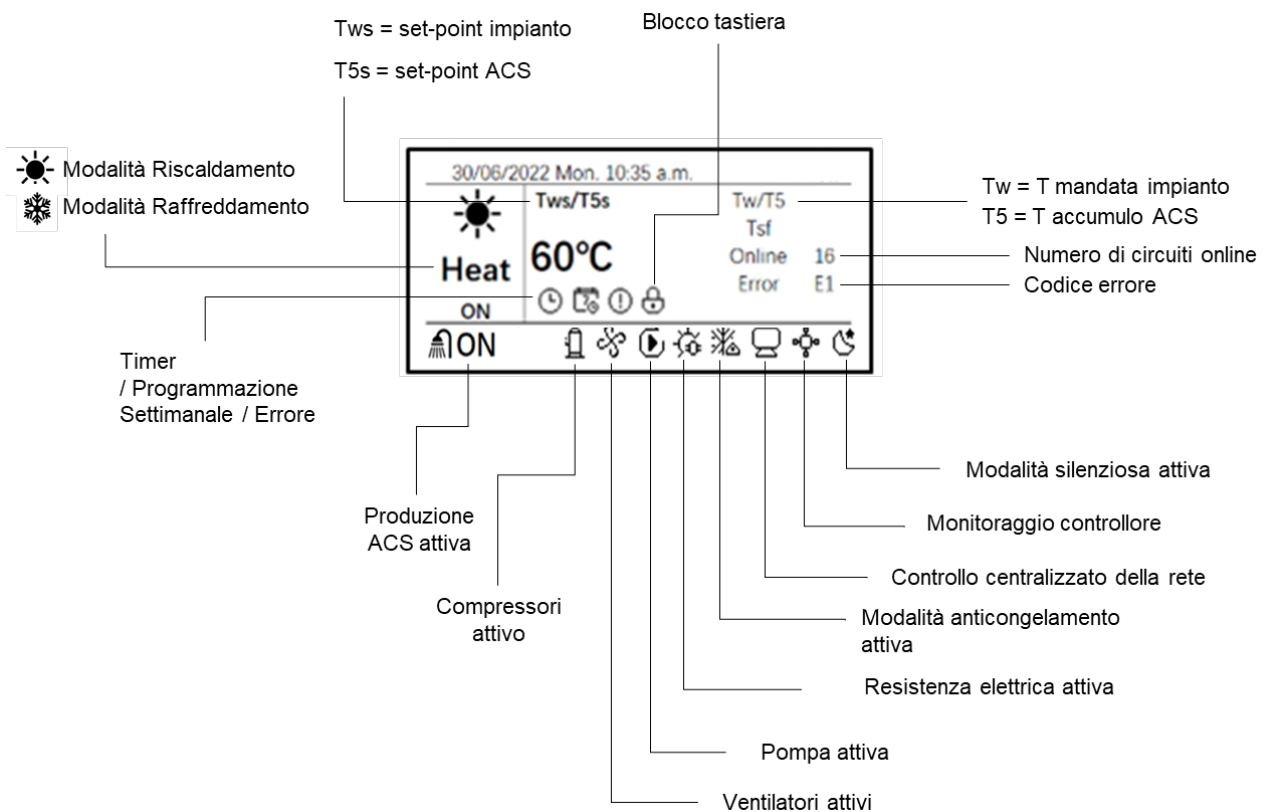 Tws = set-point impianto
T5s = set-point ACS
Blocco tastiera
Modalità Riscaldamento
Modalità Raffreddamento
30/06/2022 Mon. 10:35 a.m.
Tws/T5s
Tw/T5
Tsf
60°C
Heat
Online 16
Error E1
ON
ON
Tw = T mandata impianto
T5 = T accumulo ACS
Numero di circuiti online
Codice errore
Timer
/ Programmazione
Settimanale / Errore
Produzione
ACS attiva
Compressori
attivo
Modalità silenziosa attiva
Monitoraggio controllore
Controllo centralizzato della rete
Modalità anticongelamento
attiva
Resistenza elettrica attiva
Pompa attiva
Ventilatori attivi